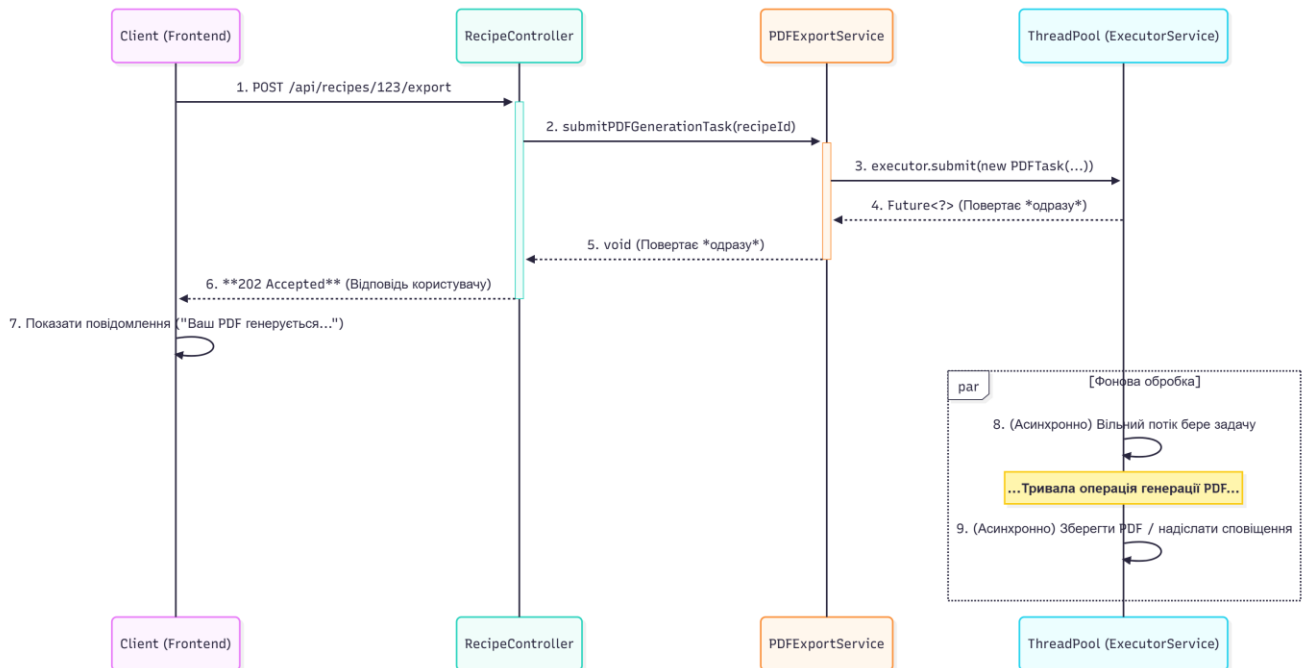 Client (Frontend)
RecipeController
PDFExportService
ThreadPool (ExecutorService)
1. POST /api/recipes/123/export
2. submitPDFGenerationTask(recipeId)
3. executor.submit(new PDFTask(...))
4. Future<?> (Повертає *одразу*)
5. void (Повертає *одразу*)
6. **202 Accepted** (Відповідь користувачу)
7. Показати повідомлення ("Ваш PDF генерується...")
par
[Фонова обробка]
8. (Асинхронно) Вільний потік бере задачу
...Тривала операція генерації PDF...
9. (Асинхронно) Зберегти PDF / надіслати сповіщення
Client (Frontend)
RecipeController
PDFExportService
ThreadPool (ExecutorService)